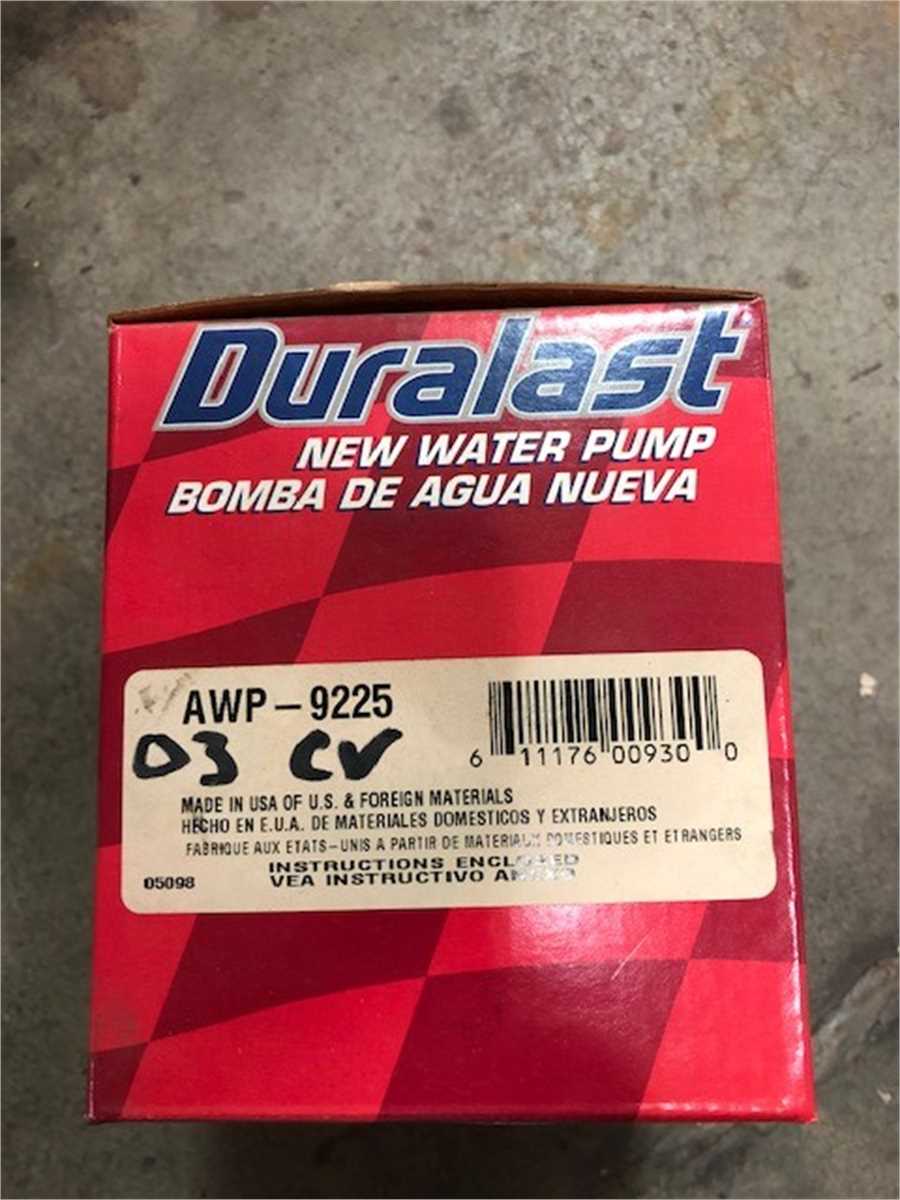 Duralast
NEW WATER PUMP
BOMBA DE AGUA NUEVA
AWP-9225
03 CV
6 11176 00930 0
MADE IN USA OF U.S. & FOREIGN MATERIALS
HECHO EN E.U.A. DE MATERIALES DOMESTICOS Y EXTRANJEROS
FABRIQUE AUX ETATS-UNIS A PARTIR DE MATERIAUX DOMESTIQUES ET ETRANGERS
INSTRUCTIONS ENCLOSED
VEA INSTRUCTIVO
05098